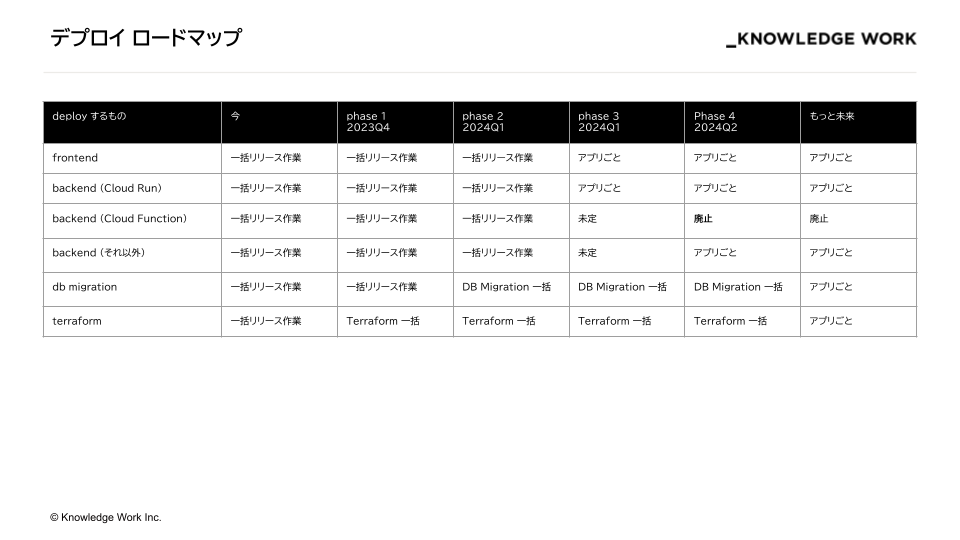 デプロイ ロードマップ
_KNOWLEDGE WORK
deploy するもの 今 phase 1 2023Q4 phase 2 2024Q1 phase 3 2024Q1 Phase 4 2024Q2 もっと未来
frontend 一括リリース作業 一括リリース作業 一括リリース作業 アプリごと アプリごと アプリごと
backend (Cloud Run) 一括リリース作業 一括リリース作業 一括リリース作業 アプリごと アプリごと アプリごと
backend (Cloud Function) 一括リリース作業 一括リリース作業 一括リリース作業 未定 廃止 廃止
backend (それ以外) 一括リリース作業 一括リリース作業 一括リリース作業 未定 アプリごと アプリごと
db migration 一括リリース作業 一括リリース作業 DB Migration 一括 DB Migration 一括 DB Migration 一括 アプリごと
terraform 一括リリース作業 Terraform 一括 Terraform 一括 Terraform 一括 Terraform 一括 アプリごと
© Knowledge Work Inc.